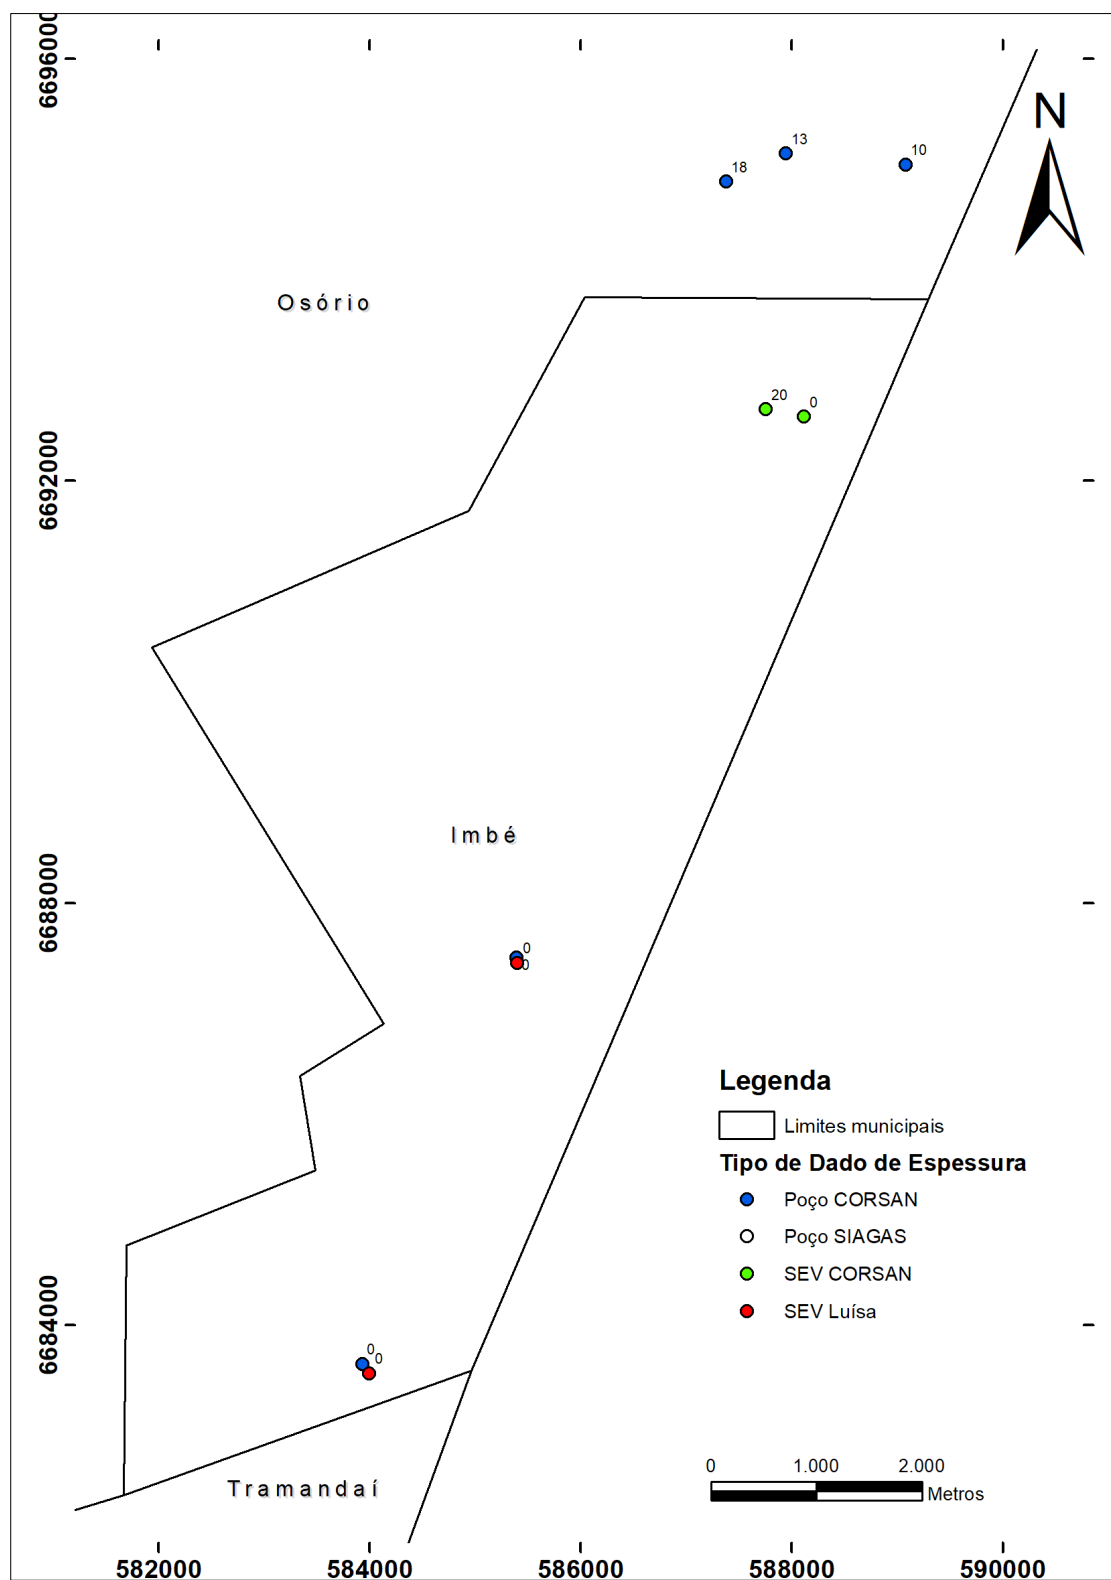 6696000
N
13
18
10
Osório
20
0
6692000
Imbé
6688000
0
0
Legenda
Limites municipais
Tipo de Dado de Espessura
Poço CORSAN
Poço SIAGAS
SEV CORSAN
SEV Luísa
6684000
0
0
0 1.000 2.000
Metros
Tramandaí
582000 584000 586000 588000 590000